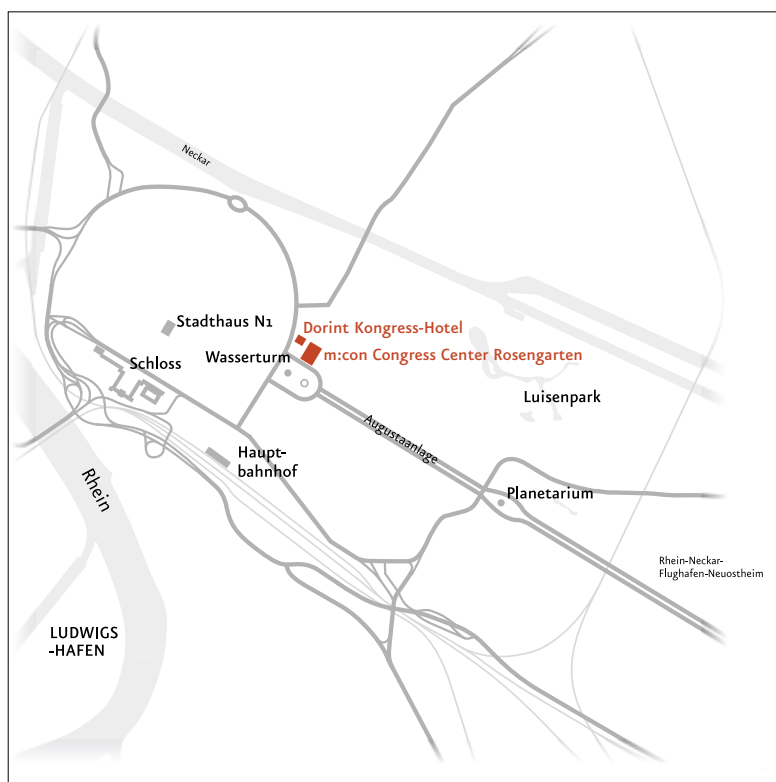 Neckar
Stadthaus N1
Dorint Kongress-Hotel
Wasserturm
m:con Congress Center Rosengarten
Schloss
Luisenpark
Augustaanlage
Haupt-
bahnhof
Rhein
Planetarium
Rhein-Neckar-
Flughafen-Neuostheim
LUDWIGS
-HAFEN